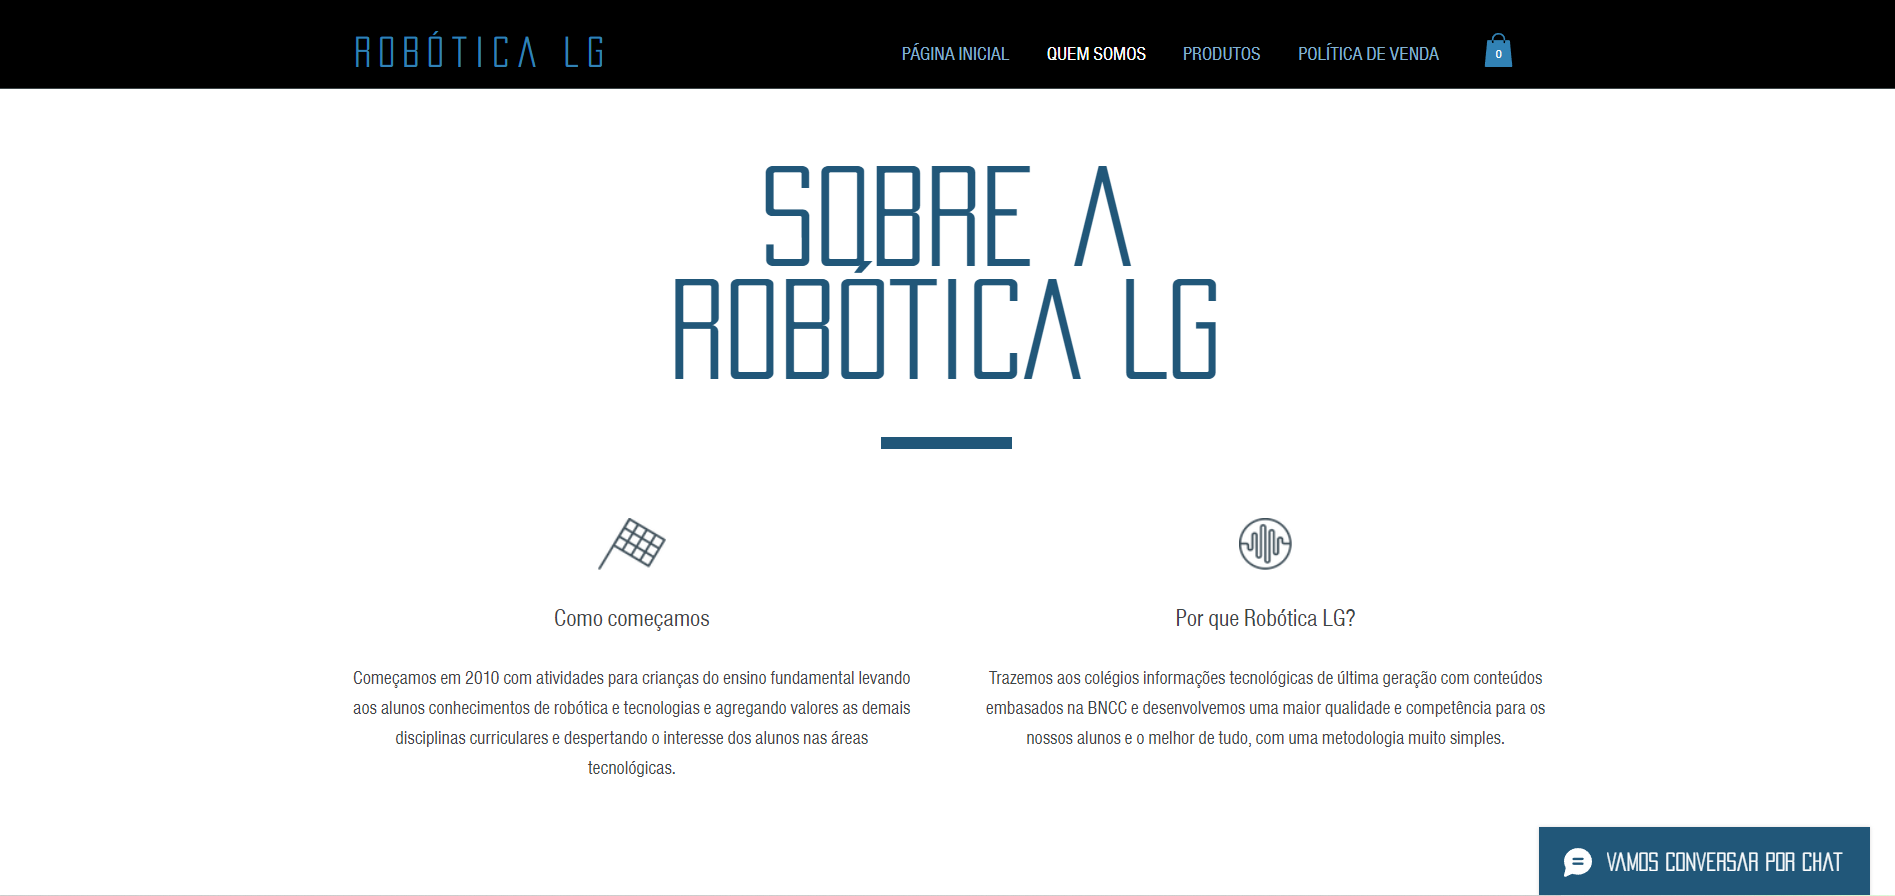 ROBÓTICA LG
PÁGINA INICIAL QUEM SOMOS PRODUTOS POLÍTICA DE VENDA 0
SOBRE A
ROBÓTICA LG
Como começamos
Começamos em 2010 com atividades para crianças do ensino fundamental levando
aos alunos conhecimentos de robótica e tecnologias e agregando valores as demais
disciplinas curriculares e despertando o interesse dos alunos nas áreas
tecnológicas.
Por que Robótica LG?
Trazemos aos colégios informações tecnológicas de última geração com conteúdos
embasados na BNCC e desenvolvemos uma maior qualidade e competência para os
nossos alunos e o melhor de tudo, com uma metodologia muito simples.
VAMOS CONVERSAR POR CHAT